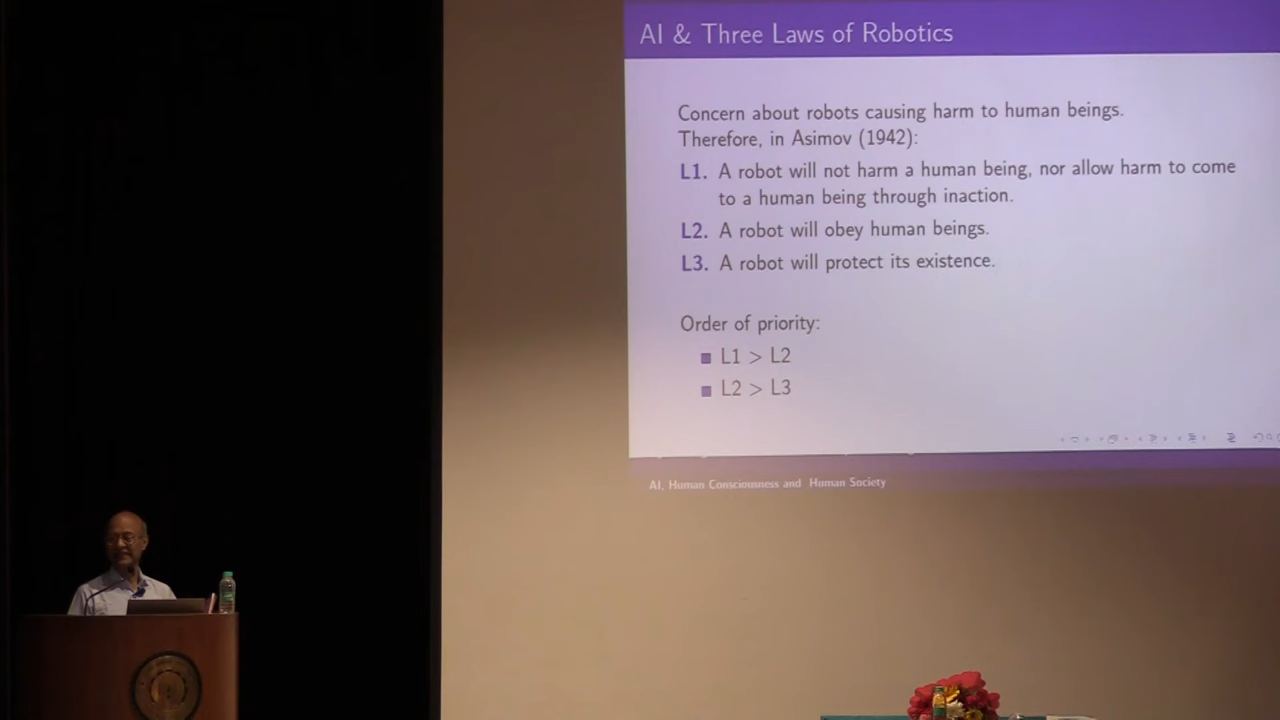 AI & Three Laws of Robotics
Concern about robots causing harm to human beings.
Therefore, in Asimov (1942):
L1. A robot will not harm a human being, nor allow harm to come
to a human being through inaction.
L2. A robot will obey human beings.
L3. A robot will protect its existence.
Order of priority:
L1 > L2
L2 > L3
AI, Human Consciousness and Human Society